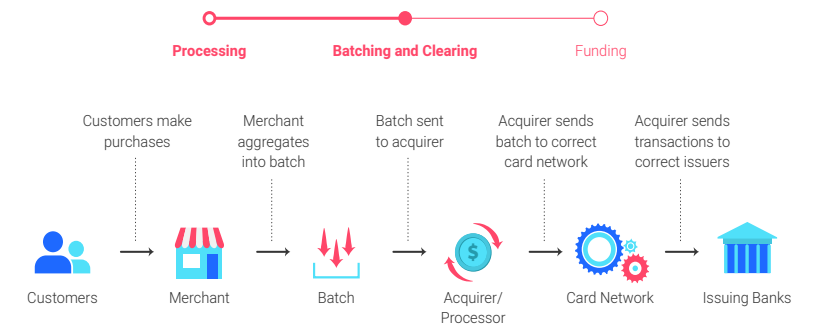 Processing
Batching and Clearing
Funding
Customers make
purchases
Merchant
aggregates
into batch
Batch sent
to acquirer
Acquirer sends
batch to correct
card network
Acquirer sends
transactions to
correct issuers
$
Customers
Merchant
Batch
Acquirer/
Processor
Card Network
Issuing Banks